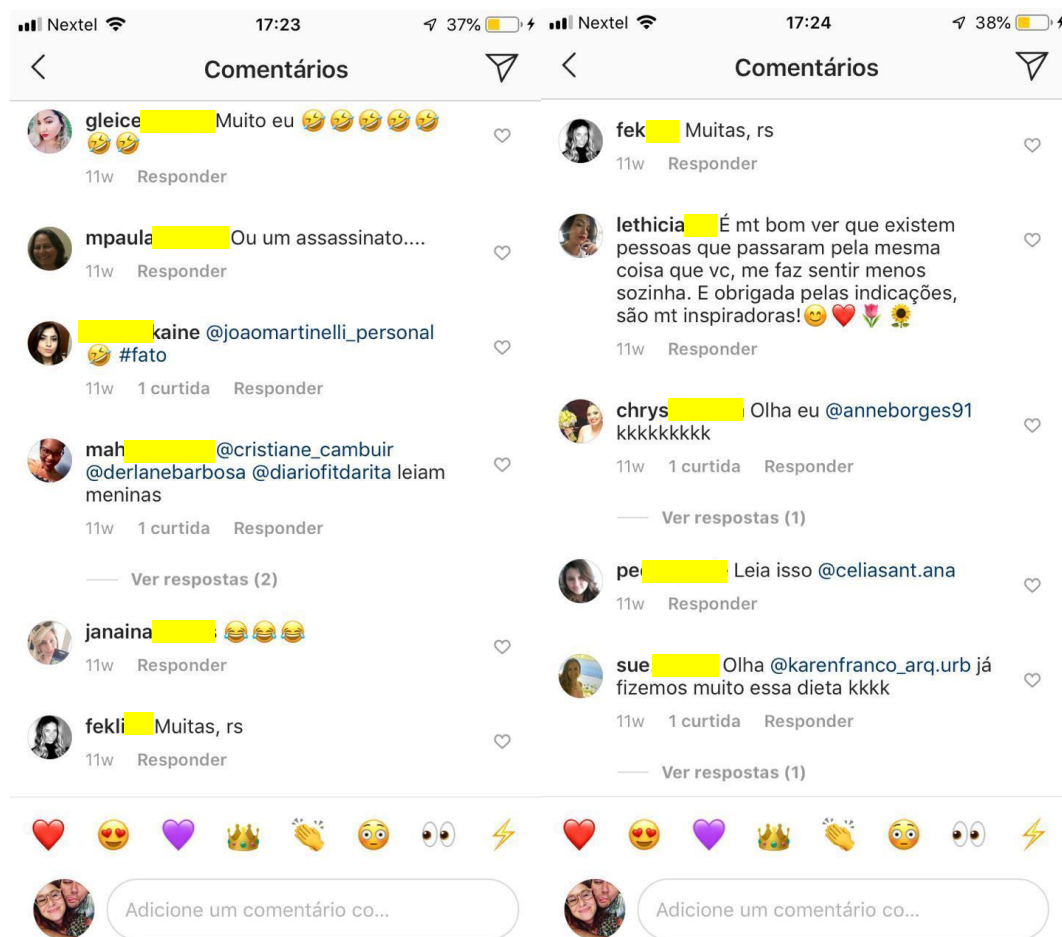 Nextel 17:23 37%
Comentários
gleice Muito eu 🤣🤣🤣🤣🤣
🤣🤣
11w Responder
mpaula Ou um assassinato....
11w Responder
kaine @joaomartinelli_personal
🤣 #fato
11w 1 curtida Responder
mah @cristiane_cambuir
@derlanebarbosa @diariofitdarita leiam
meninas
11w 1 curtida Responder
Ver respostas (2)
janaina 😂😂😂
11w Responder
fekli Muitas, rs
11w Responder
Adicione um comentário co...
Nextel 17:24 38%
Comentários
fek Muitas, rs
11w Responder
lethicia É mt bom ver que existem
pessoas que passaram pela mesma
coisa que vc, me faz sentir menos
sozinha. E obrigada pelas indicações,
são mt inspiradoras!😊❤️🌷🌻
11w Responder
chrys Olha eu @anneborges91
kkkkkkkkk
11w 1 curtida Responder
Ver respostas (1)
pe Leia isso @celiasant.ana
11w Responder
sue Olha @karenfranco_arq.urb já
fizemos muito essa dieta kkkk
11w 1 curtida Responder
Ver respostas (1)
Adicione um comentário co...